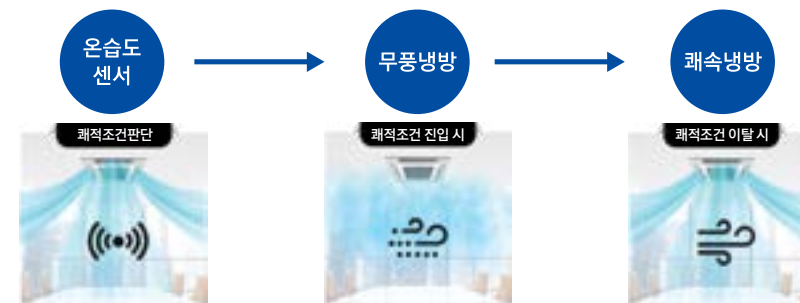 온습도
센서
무풍냉방
쾌속냉방
쾌적조건판단
쾌적조건 진입 시
쾌적조건 이탈 시